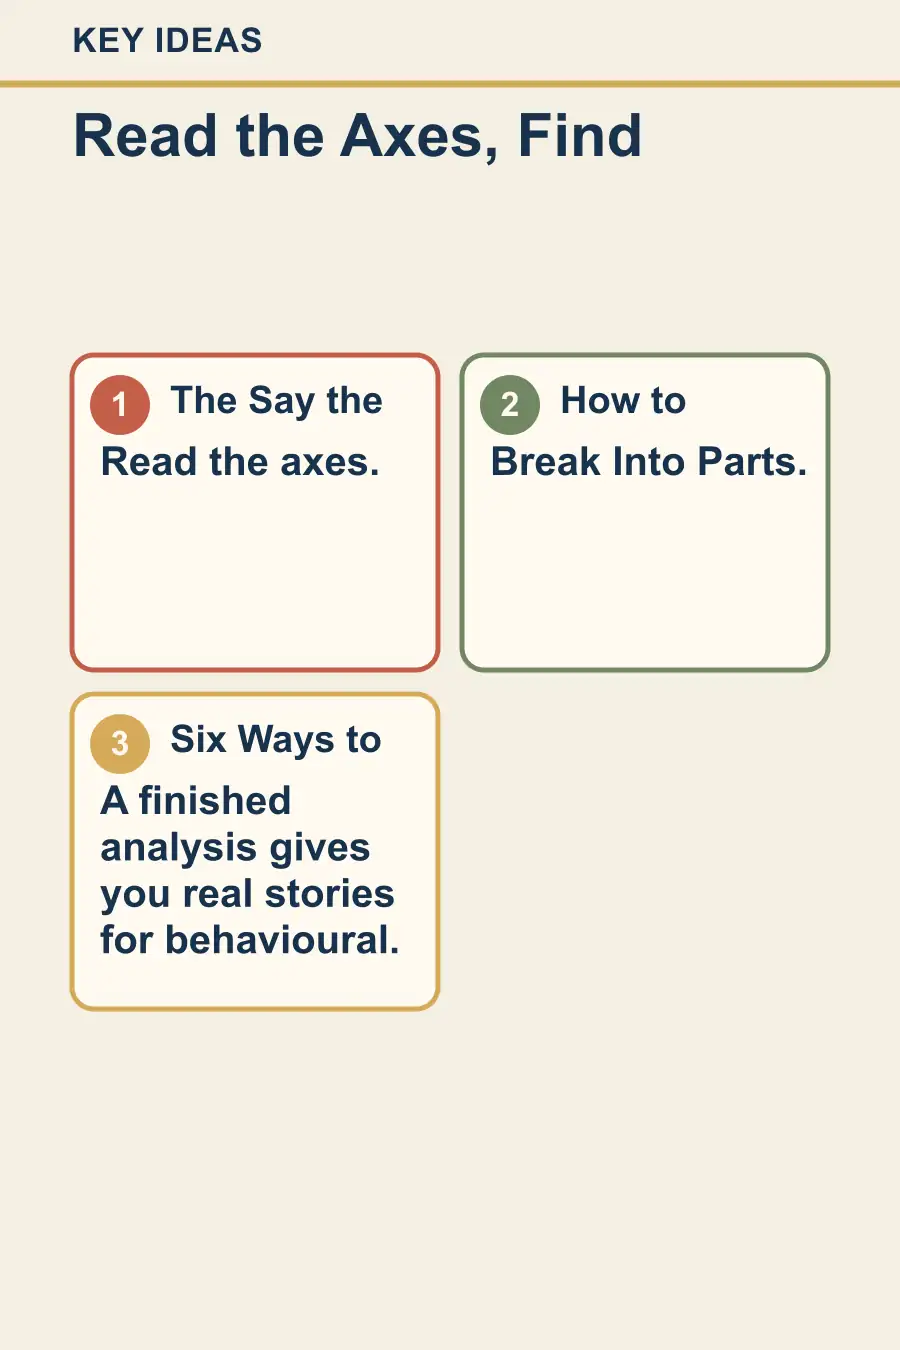 KEY IDEAS
Read the Axes, Find
1
The Say the
Read the axes.
2
How to
Break Into Parts.
3
Six Ways to
A finished
analysis gives
you real stories
for behavioural.